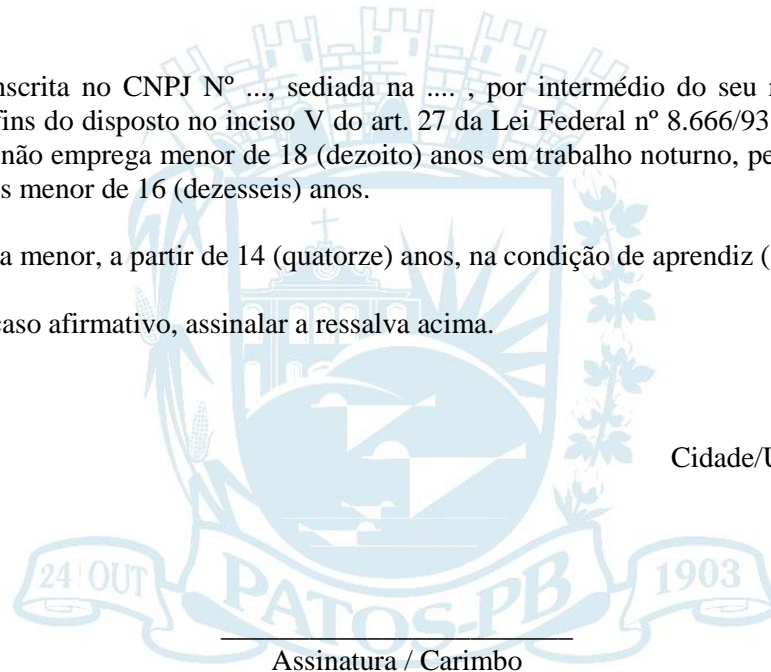 nscrita no CNPJ Nº ..., sediada na .... , por intermédio do seu
fins do disposto no inciso V do art. 27 da Lei Federal nº 8.666/93
não emprega menor de 18 (dezoito) anos em trabalho noturno, pe
s menor de 16 (dezesseis) anos.
a menor, a partir de 14 (quatorze) anos, na condição de aprendiz (
caso afirmativo, assinalar a ressalva acima.
Cidade/U
24 OUT
PATOS-PB
1903
Assinatura / Carimbo